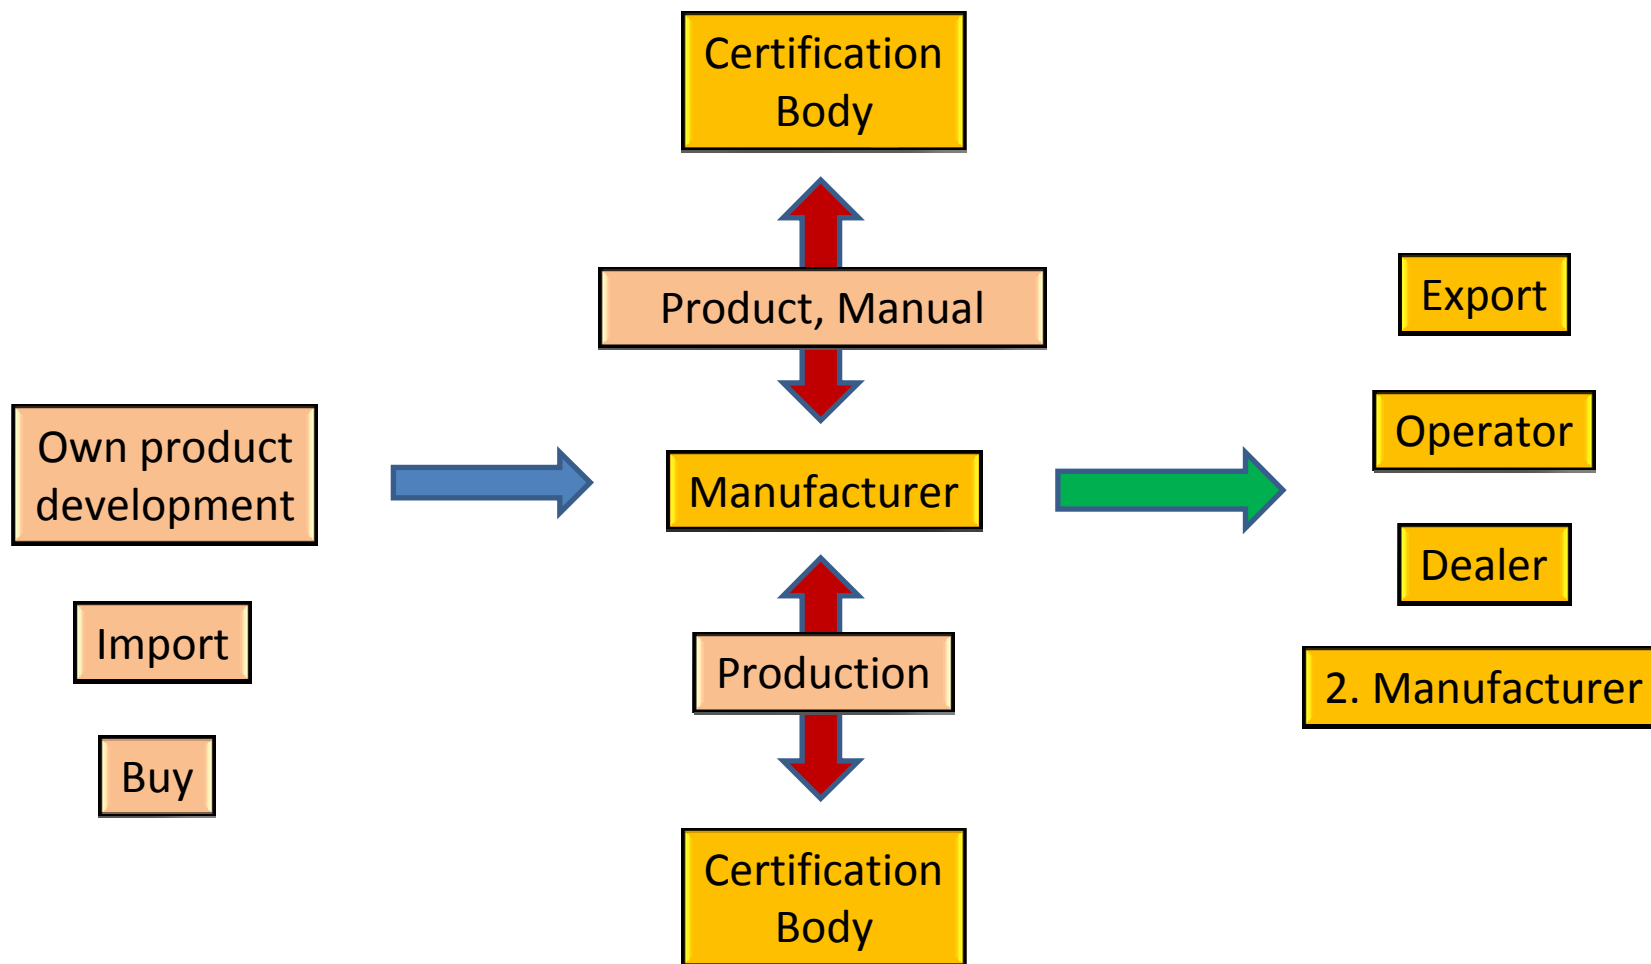 Certification
Body
Product, Manual
Export
Own product
development
Manufacturer
Operator
Dealer
Import
Production
2. Manufacturer
Buy
Certification
Body